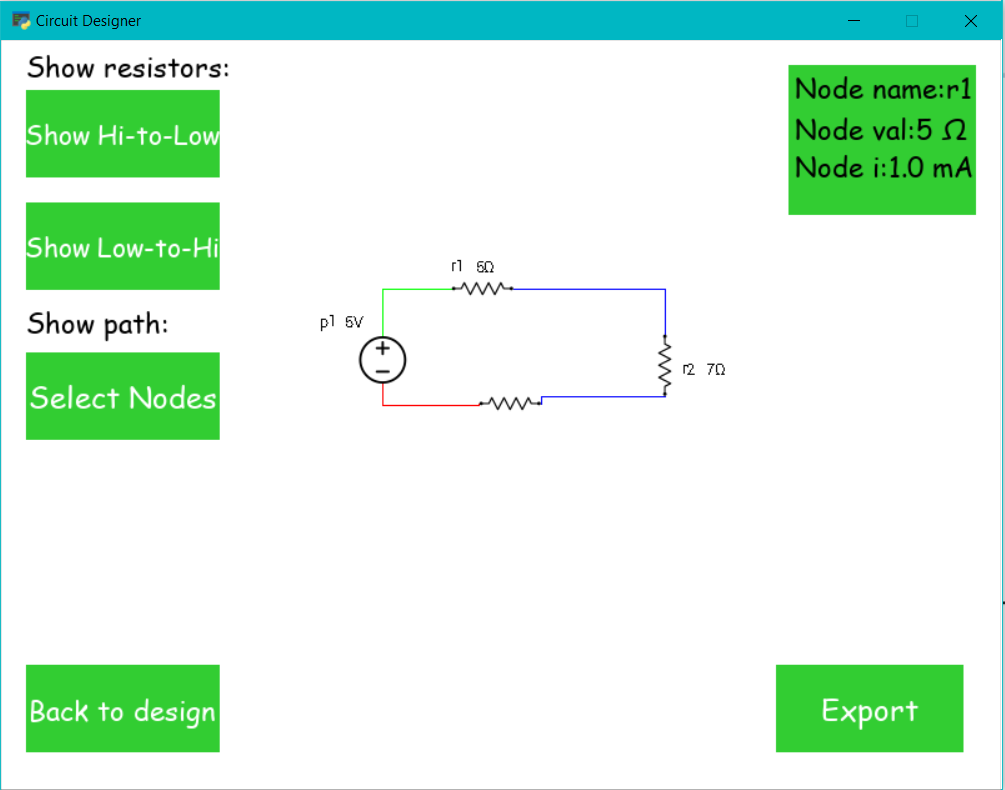 Circuit Designer
Show resistors:
Show Hi-to-Low
Show Low-to-Hi
Show path:
Select Nodes
Back to design
Node name:r1
Node val:5 Ω
Node i:1.0 mA
r1 5Ω
p1 6V
r2 7Ω
Export